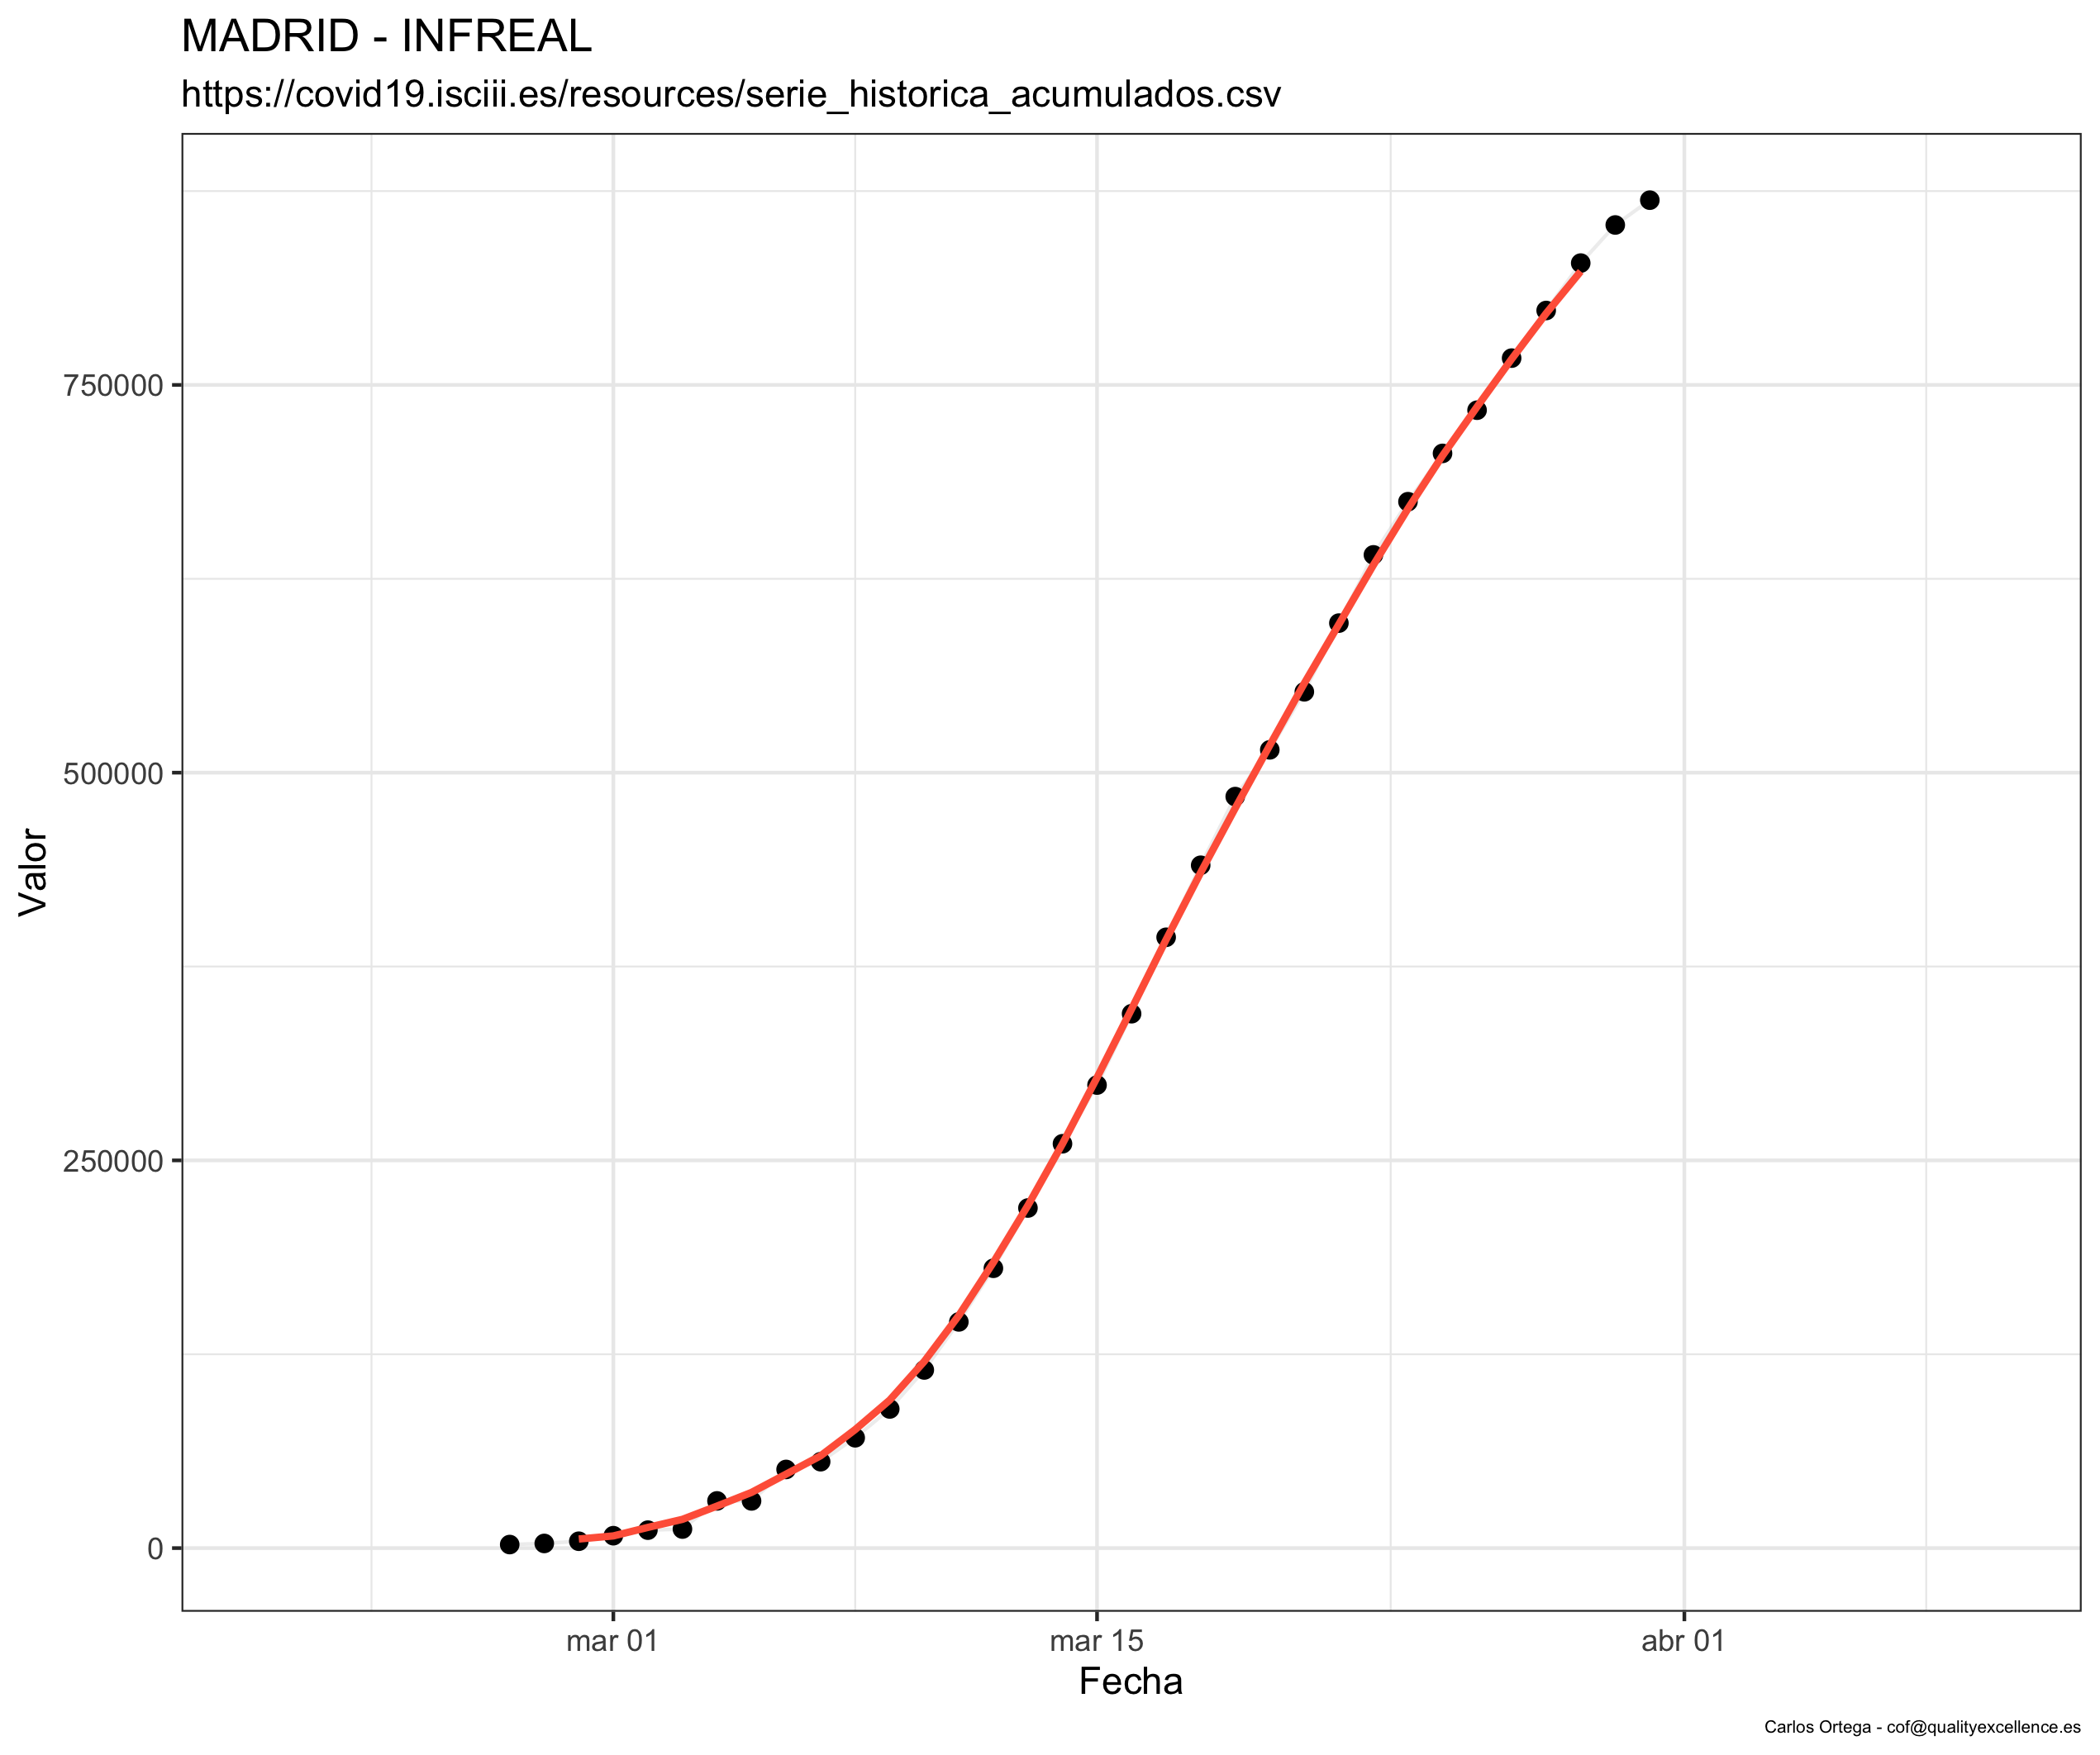 MADRID - INFREAL
https://covid19.isciii.es/resources/serie_historica_acumulados.csv
Valor
750000
500000
250000
0
mar 01
mar 15
abr 01
Fecha
Carlos Ortega - cof@qualityexcellence.es